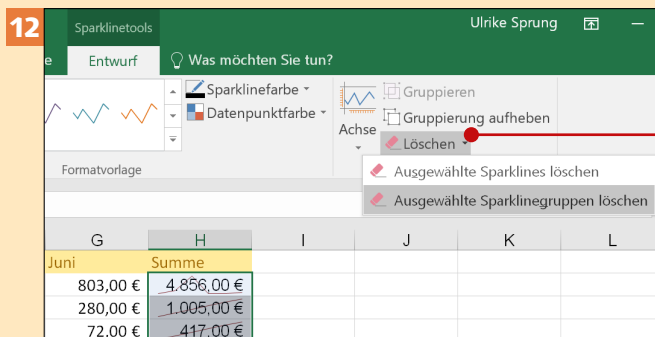 12
Sparklinetools
Ulrike Sprung
e Entwurf Was möchten Sie tun?
Sparklinefarbe
Datenpunktfarbe
Formatvorlage
Achse
Gruppieren
Gruppierung aufheben
Löschen
Ausgewählte Sparklines löschen
Ausgewählte Sparklinegruppen löschen
G H I J K L
Juni Summe
803,00 € 4.856,00 €
280,00 € 1.005,00 €
72,00 € 417,00 €